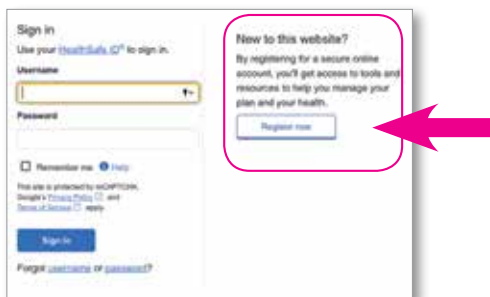 Sign in
Use your HealthSafe ID® to sign in.
Username
Password
Remember me Help
This site is protected by reCAPTCHA.
Google's Privacy Policy and
Terms of Service apply.
Sign In
Forgot username or password?
New to this website?
By registering for a secure online
account, you'll get access to tools and
resources to help you manage your
plan and your health.
Register now